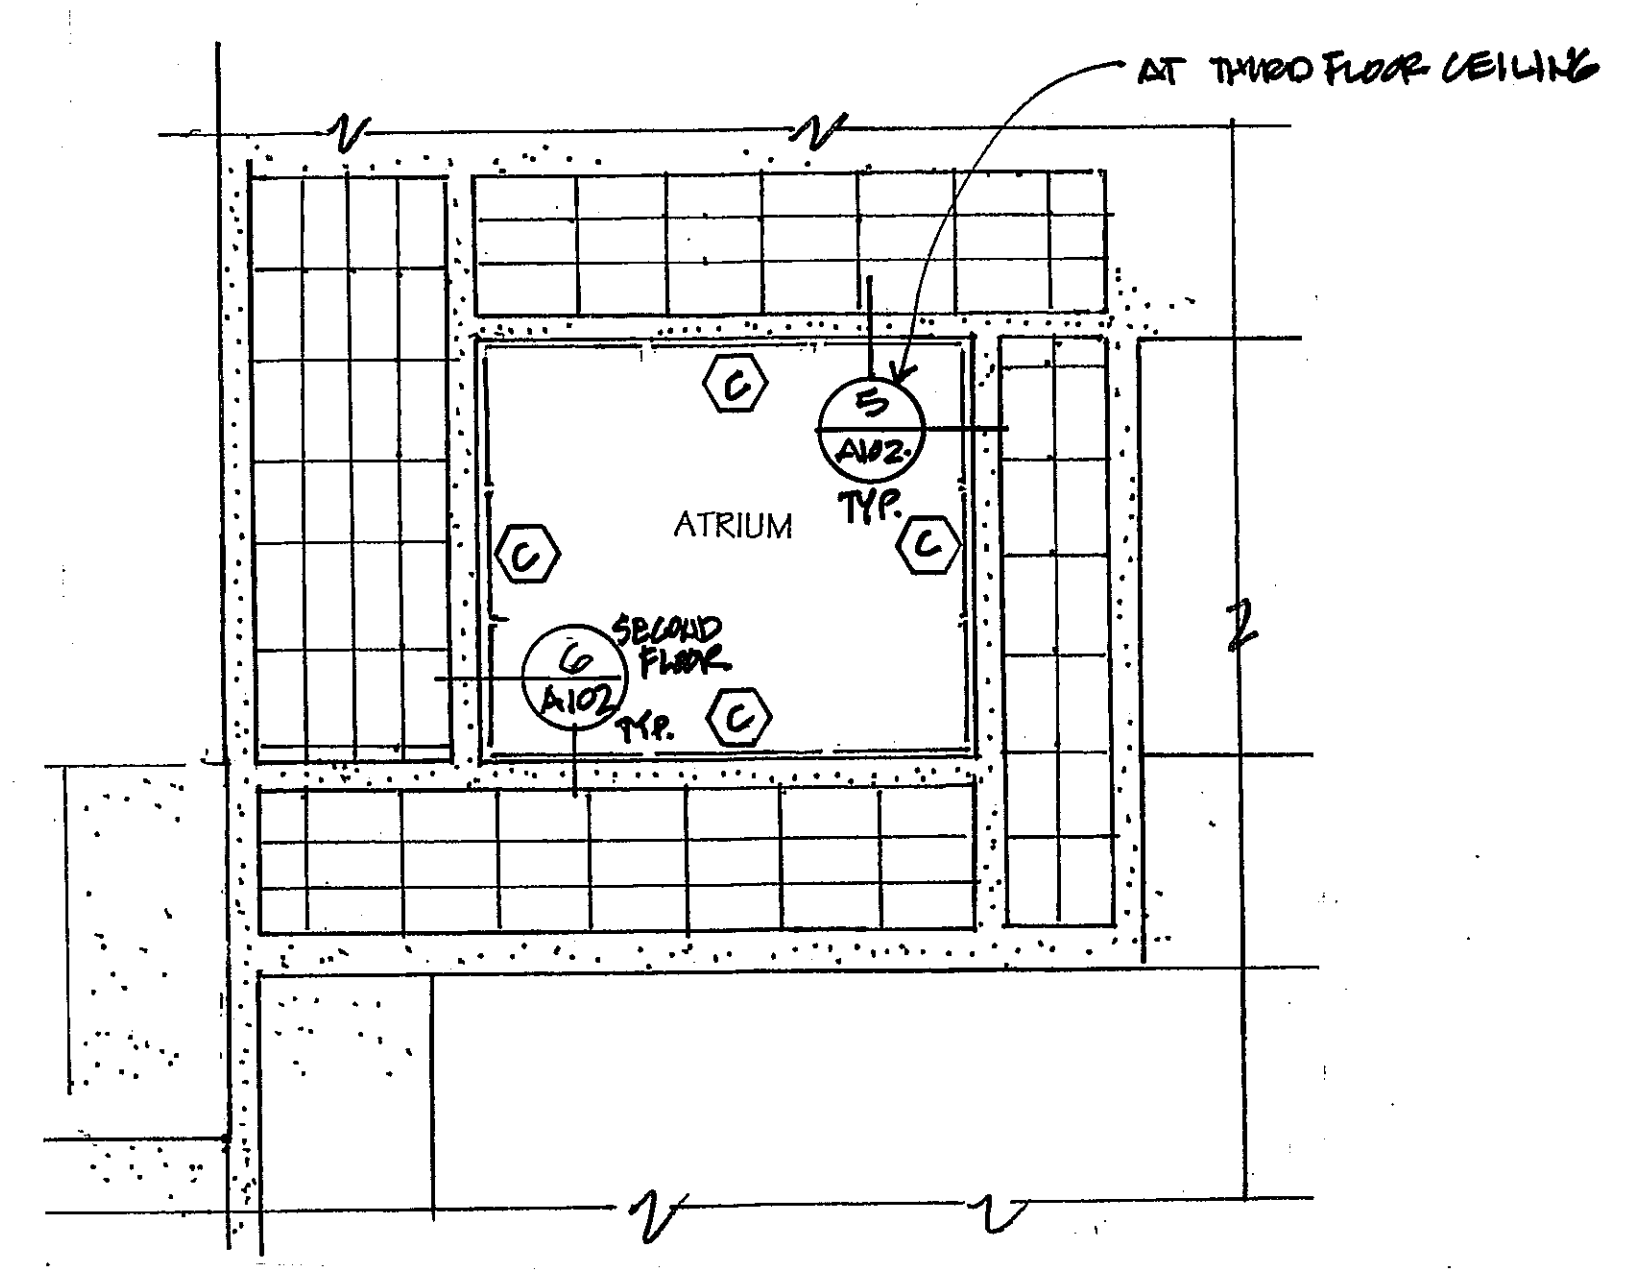 AT THIRD FLOOR CEILING
C
5
A102.
TYP.
ATRIUM
C
C
SECOND
FLOOR
6
A102
TYP.
C